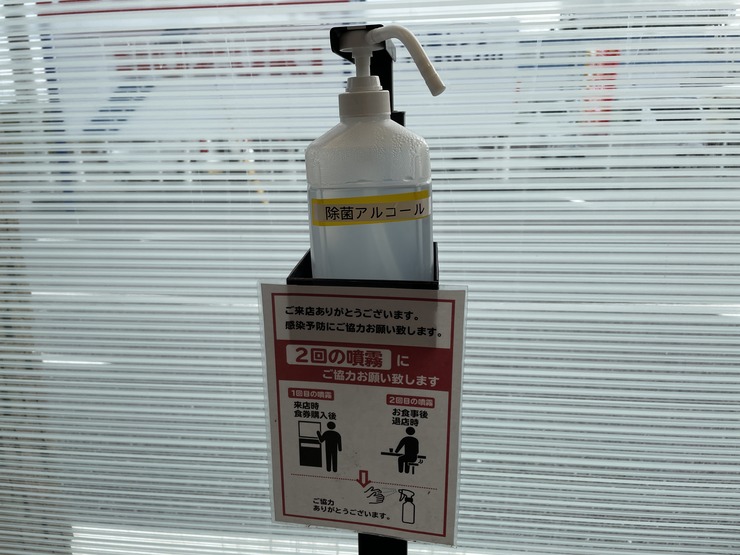 除菌アルコール
ご来店ありがとうございます。
感染予防にご協力お願い致します。
2回の噴霧 に
ご協力お願い致します
1回目の噴霧
来店時
食券購入後
2回目の噴霧
お食事後
退店時
ご協力
ありがとうございます。